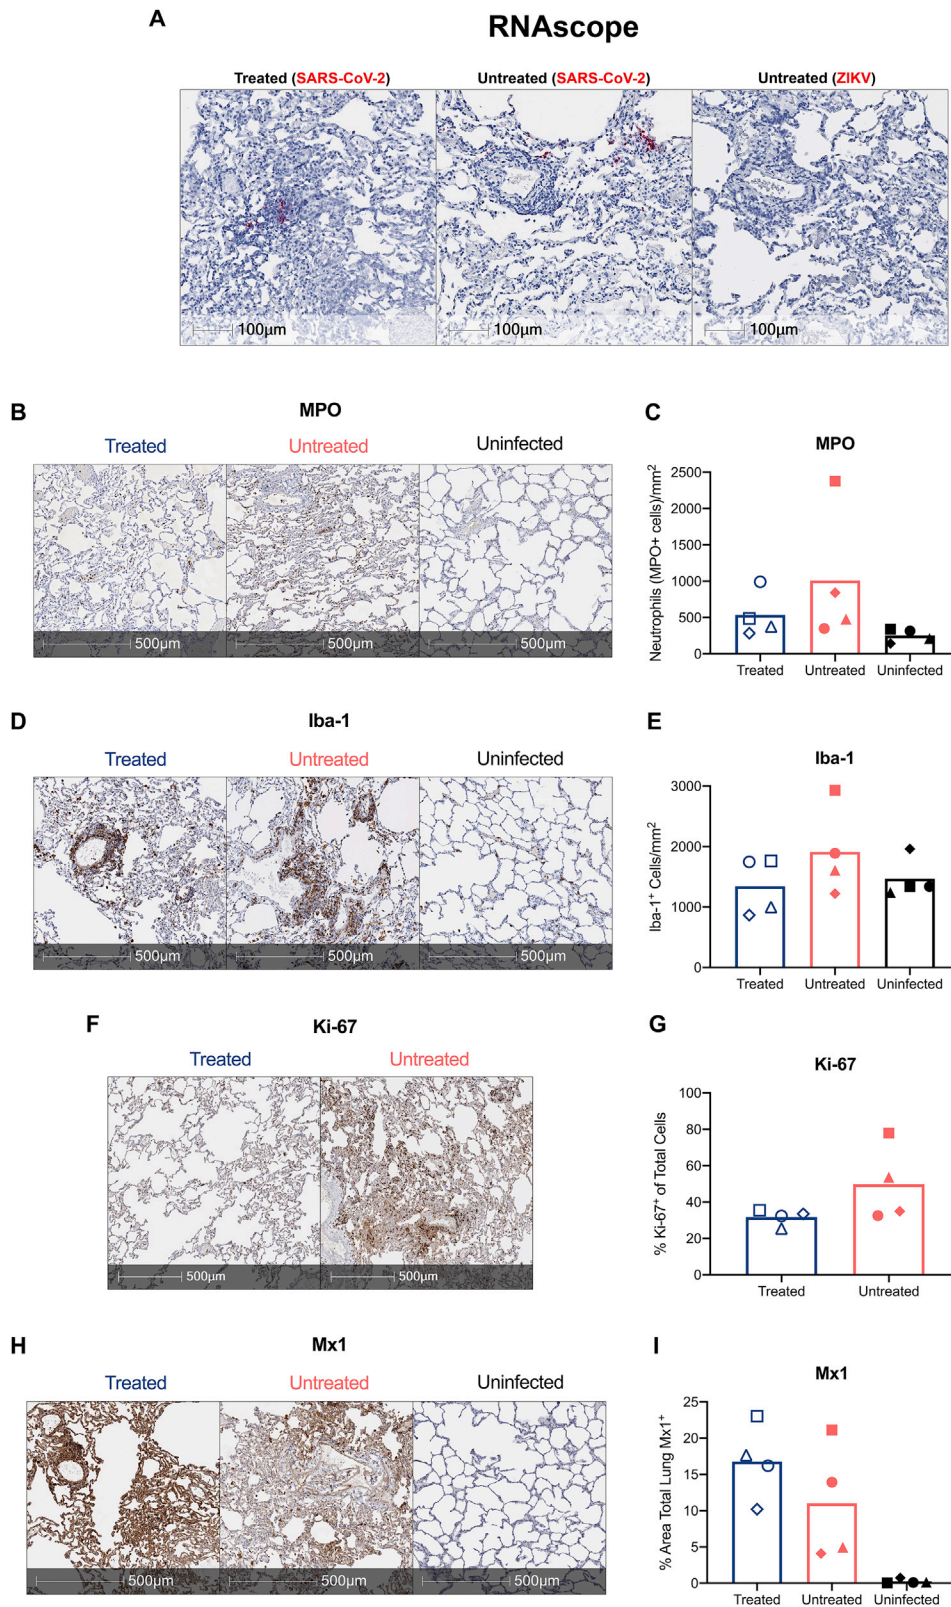 A
RNAscope
Treated (SARS-CoV-2)
Untreated (SARS-CoV-2)
Untreated (ZIKV)
100µm
100µm
100µm
B
MPO
Treated
Untreated
Uninfected
500µm
500µm
500µm
C
MPO
Neutrophils (MPO+ cells)/mm²
2500
2000
1500
1000
500
0
Treated
Untreated
Uninfected
D
Iba-1
Treated
Untreated
Uninfected
500µm
500µm
500µm
E
Iba-1
Iba-1⁺ Cells/mm²
3000
2000
1000
0
Treated
Untreated
Uninfected
F
Ki-67
Treated
Untreated
500µm
500µm
G
Ki-67
% Ki-67⁺ of Total Cells
100
80
60
40
20
0
Treated
Untreated
H
Mx1
Treated
Untreated
Uninfected
500µm
500µm
500µm
I
Mx1
% Area Total Lung Mx1⁺
25
20
15
10
5
0
Treated
Untreated
Uninfected